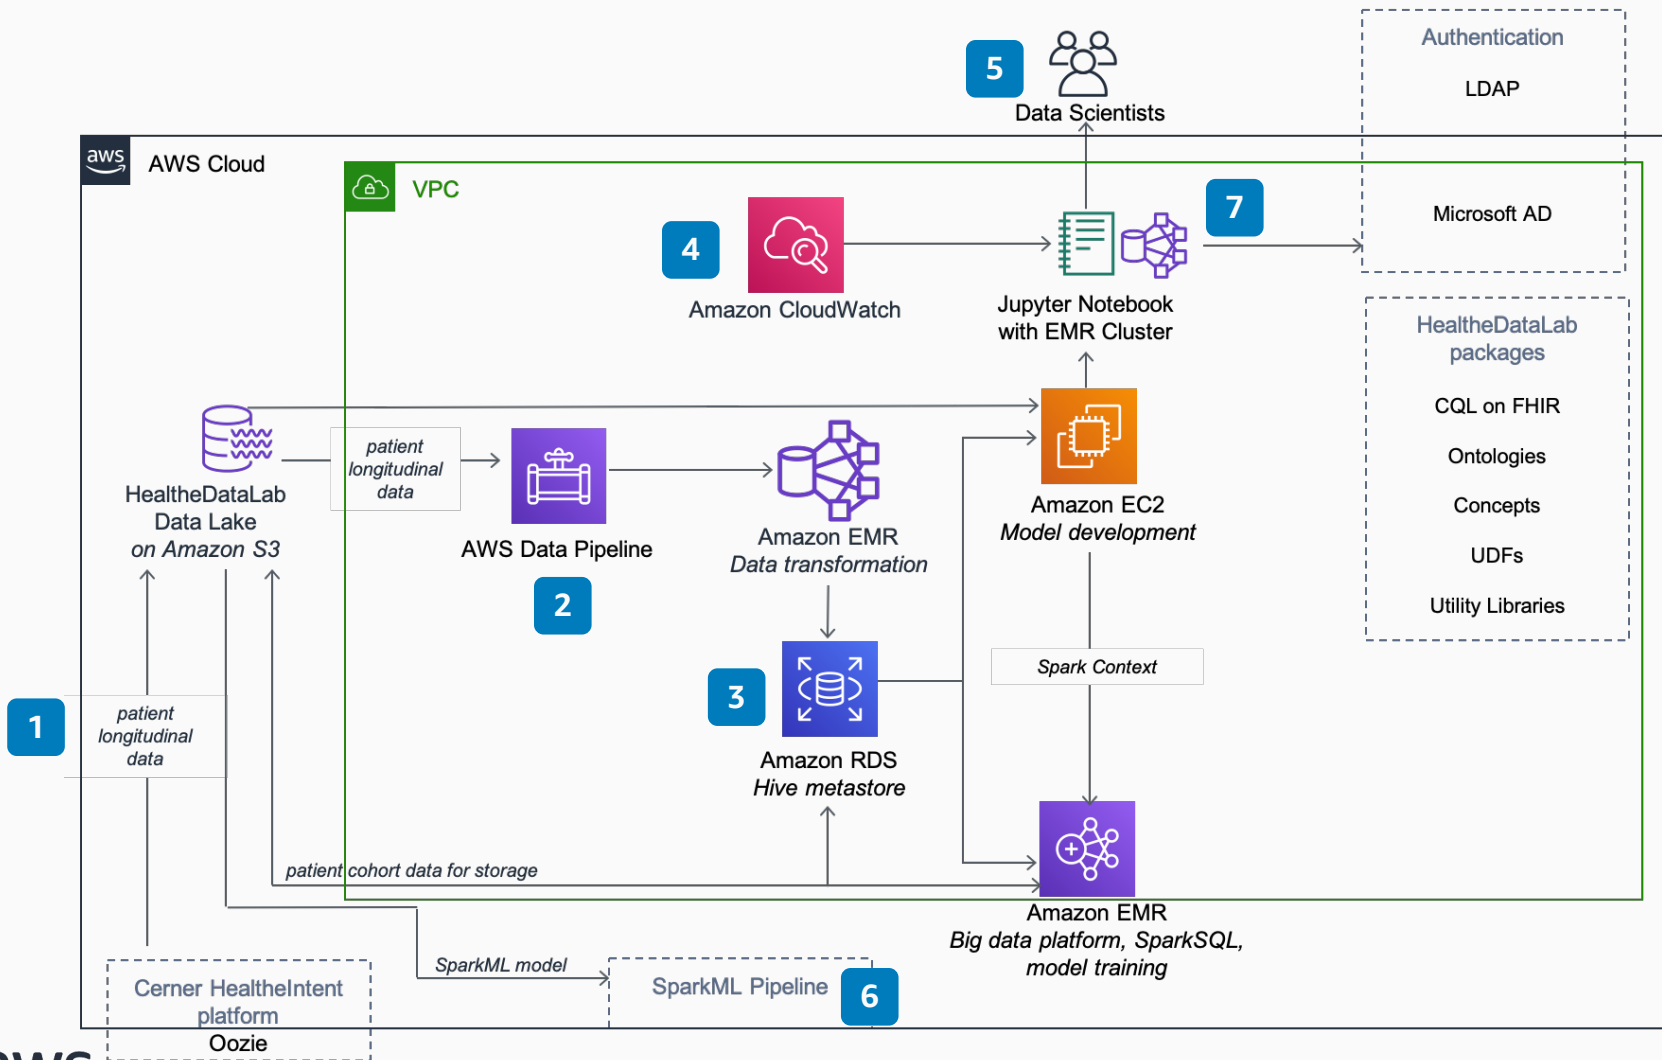 5
Data Scientists
Authentication
LDAP
Microsoft AD
aws
AWS Cloud
VPC
4
Amazon CloudWatch
Jupyter Notebook
with EMR Cluster
7
HealtheDataLab
packages
CQL on FHIR
Ontologies
Concepts
UDFs
Utility Libraries
HealtheDataLab
Data Lake
on Amazon S3
patient
longitudinal
data
AWS Data Pipeline
2
Amazon EMR
Data transformation
Amazon EC2
Model development
Spark Context
3
Amazon RDS
Hive metastore
1
patient
longitudinal
data
patient cohort data for storage
Amazon EMR
Big data platform, SparkSQL,
model training
SparkML model
SparkML Pipeline
6
Cerner HealtheIntent
platform
Oozie
aws